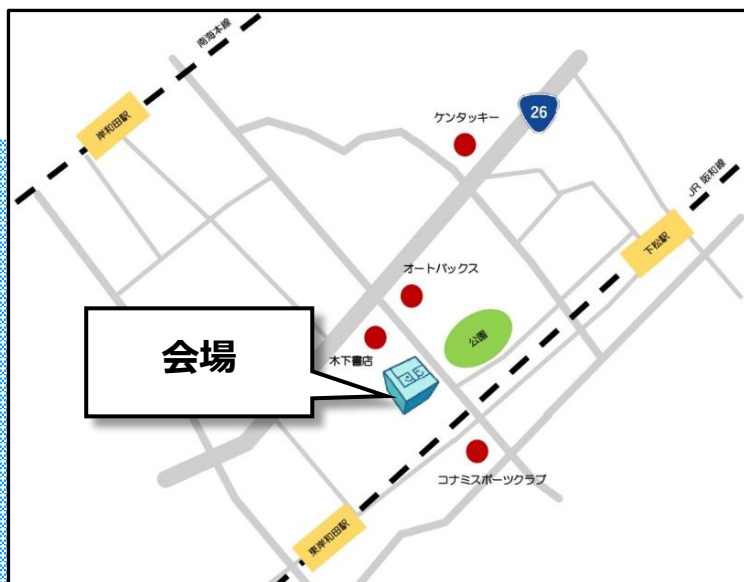 南海本線
岸和田駅
ケンタッキー
26
JR 阪和線
下松駅
オートバックス
会場
木下書店
公園
コナミスポーツクラブ
東岸和田駅